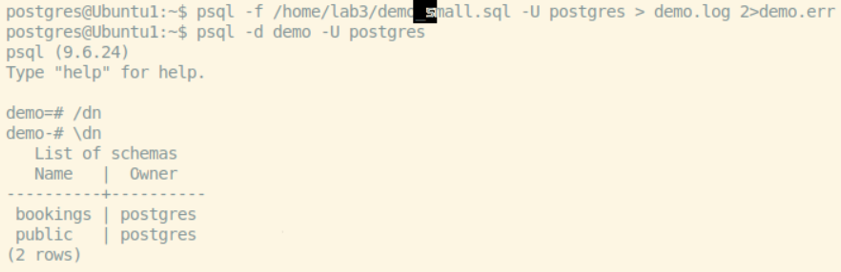 postgres@Ubuntu1:~$ psql -f /home/lab3/demo_small.sql -U postgres > demo.log 2>demo.err
postgres@Ubuntu1:~$ psql -d demo -U postgres
psql (9.6.24)
Type "help" for help.

demo=# /dn
demo-# \dn
   List of schemas
   Name   |  Owner
----------+----------
 bookings | postgres
 public   | postgres
(2 rows)